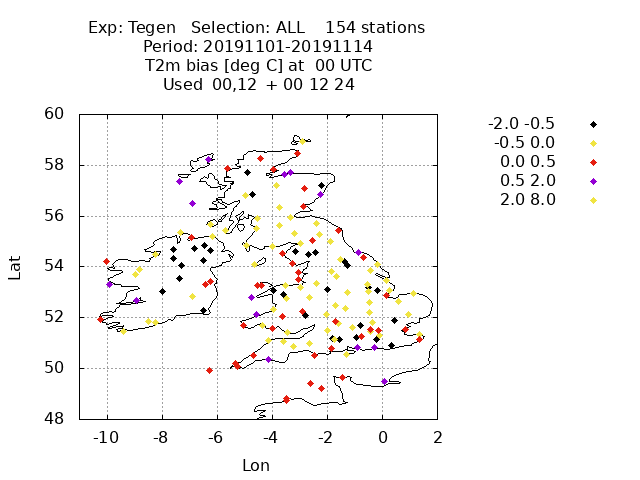 Exp: Tegen Selection: ALL 154 stations
Period: 20191101-20191114
T2m bias [deg C] at 00 UTC
Used 00,12 + 00 12 24
60
58
56
54
52
50
48
-10 -8 -6 -4 -2 0 2
Lat
Lon
-2.0 -0.5
-0.5 0.0
0.0 0.5
0.5 2.0
2.0 8.0